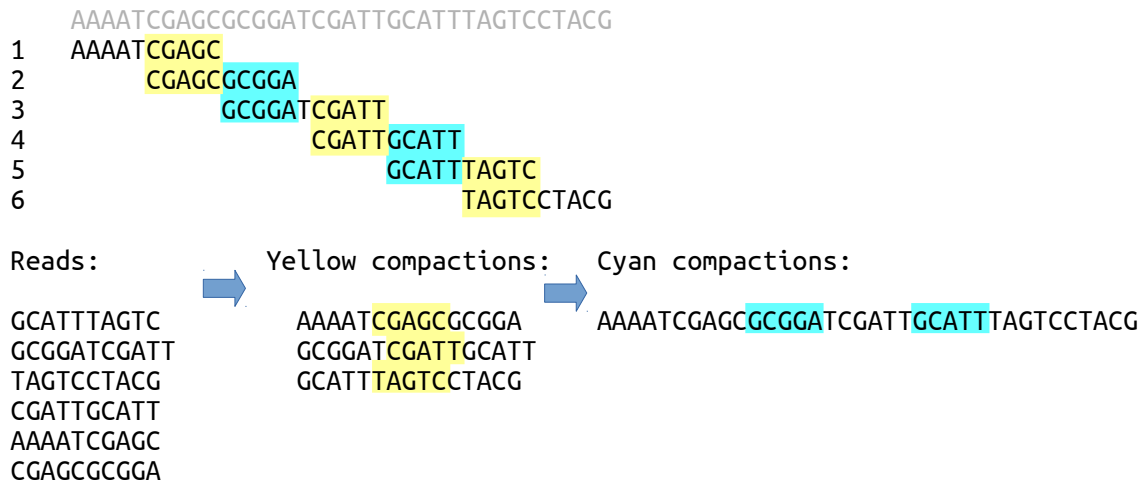 AAAATCGAGCGCGGATCGATTGCATTTAGTCCTACG
1 AAAATCGAGC
2 CGAGCGCGGA
3 GCGGATCGATT
4 CGATTGCATT
5 GCATTTAGTC
6 TAGTCCTACG
Reads: Yellow compactions: Cyan compactions:
GCATTTAGTC AAAATCGAGCGCGGA AAAATCGAGCGCGGATCGATTGCATTTAGTCCTACG
GCGGATCGATT GCGGATCGATTGCATT
TAGTCCTACG GCATTTAGTCCTACG
CGATTGCATT
AAAATCGAGC
CGAGCGCGGA